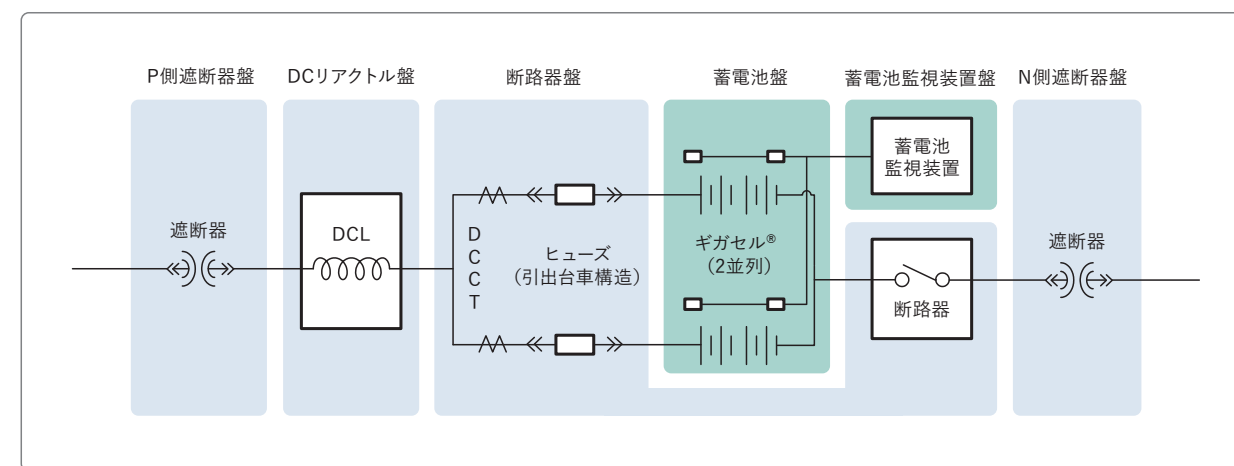 P側遮断器盤
DCリアクトル盤
断路器盤
蓄電池盤
蓄電池監視装置盤
N側遮断器盤
遮断器
DCL
D
C
C
T
ヒューズ
（引出台車構造）
ギガセル®
（2並列）
蓄電池
監視装置
断路器
遮断器